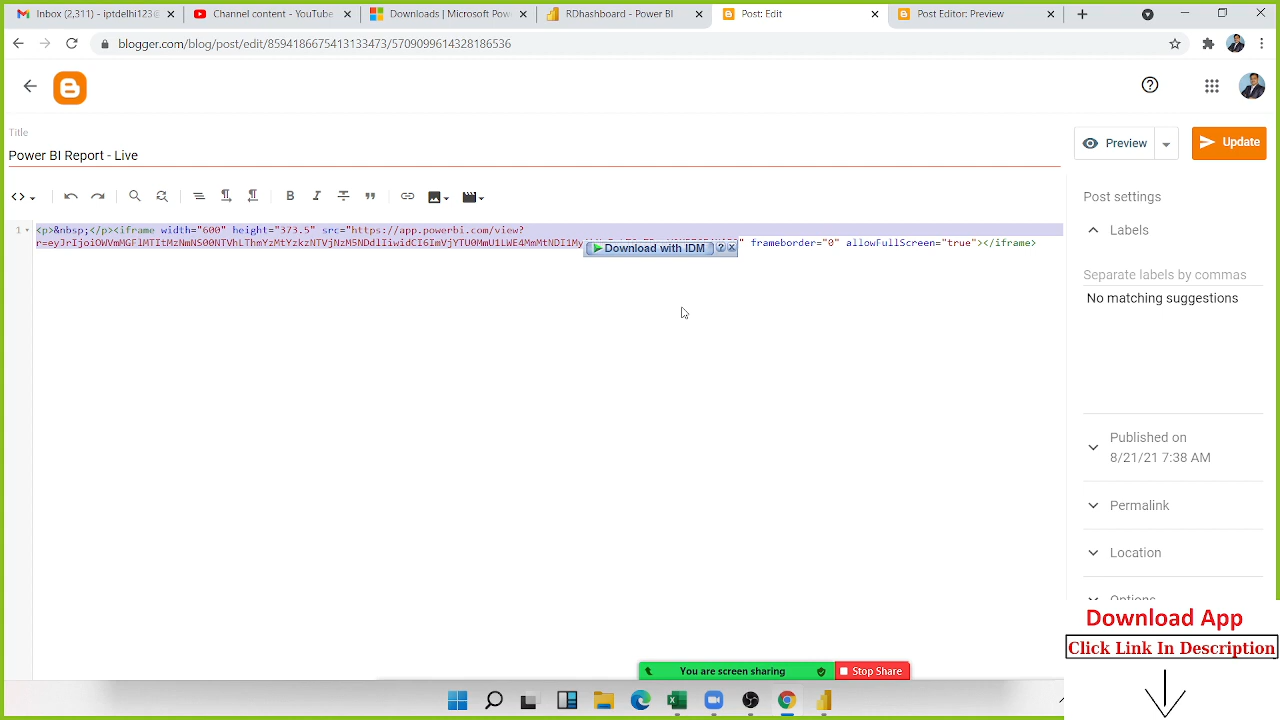 Inbox (2,311) - iptdelhi123@
Channel content - YouTube
Downloads | Microsoft Power
RDhashboard - Power BI
Post: Edit
Post Editor: Preview
blogger.com/blog/post/edit/8594186675413133473/5709099614328186536
Title
Power BI Report - Live
Preview
Update
Post settings
1 <p>&nbsp;</p><iframe width="600" height="373.5" src="https://app.powerbi.com/view?
" frameborder="0" allowFullScreen="true"></iframe>
Download with IDM
Labels
Separate labels by commas
No matching suggestions
Published on
8/21/21 7:38 AM
Permalink
Location
Options
Download App
Click Link In Description
You are screen sharing
Stop Share